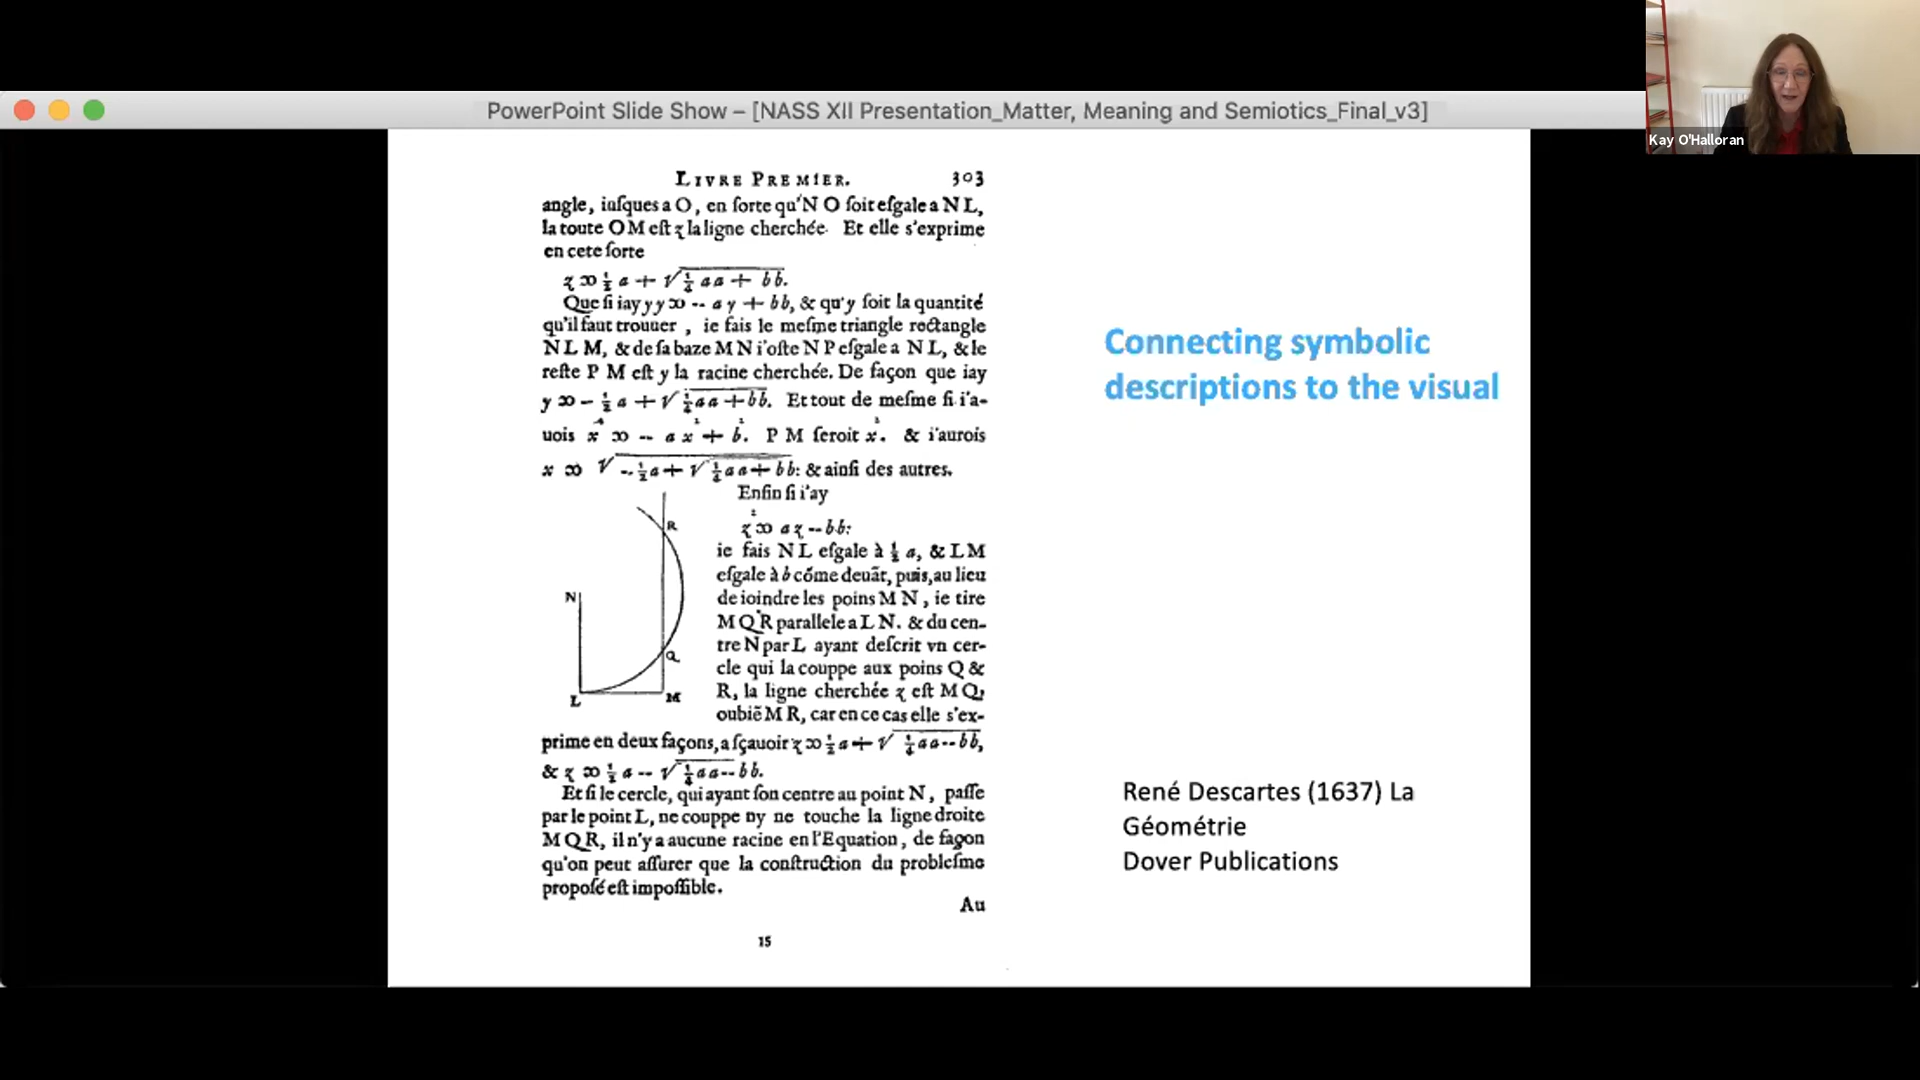 PowerPoint Slide Show – [NASS XII Presentation_Matter, Meaning and Semiotics_Final_v3]
Kay O'Halloran
LIVRE PREMIER. 303
angle, iuſques a O, en ſorte qu'N O ſoit eſgale a N L,
la toute O M eſt z la ligne cherchée. Et elle s'exprime
en cete ſorte
z ∞ ½ a + √ ¼ aa + bb.
Que ſi iay yy ∞ -- ay + bb, & qu'y ſoit la quantité
qu'il faut trouuer, ie fais le meſme triangle rectangle
N L M, & de ſa baze M N i'oſte N P eſgale a N L, & le
reſte P M eſt y la racine cherchée. De façon que iay
y ∞ - ½ a + √ ¼ aa + bb. Et tout de meſme ſi i'a-
uois x⁴ ∞ -- a x² + b². P M ſeroit x². & i'aurois
x ∞ √ -- ½ a + √ ¼ aa + bb: & ainſi des autres.
Enfin ſi i'ay
z² ∞ az -- bb:
ie fais N L eſgale à ½ a, & L M
eſgale à b cõme deuãt, puis, au lieu
de ioindre les poins M N, ie tire
M Q R parallele a L N. & du cen-
tre N par L ayant deſcrit vn cer-
cle qui la couppe aux poins Q &
R, la ligne cherchée z eſt M Q,
oubiẽ M R, car en ce cas elle s'ex-
prime en deux façons, a ſçauoir z ∞ ½ a + √ ¼ aa -- bb,
& z ∞ ½ a -- √ ¼ aa -- bb.
R
N
Q
L
M
Et ſi le cercle, qui ayant ſon centre au point N, paſſe
par le point L, ne couppe ny ne touche la ligne droite
M Q R, il n'y a aucune racine en l'Equation, de façon
qu'on peut aſſurer que la conſtruction du probleſme
propoſé eſt impoſſible.
Au
15
Connecting symbolic
descriptions to the visual
René Descartes (1637) La
Géométrie
Dover Publications